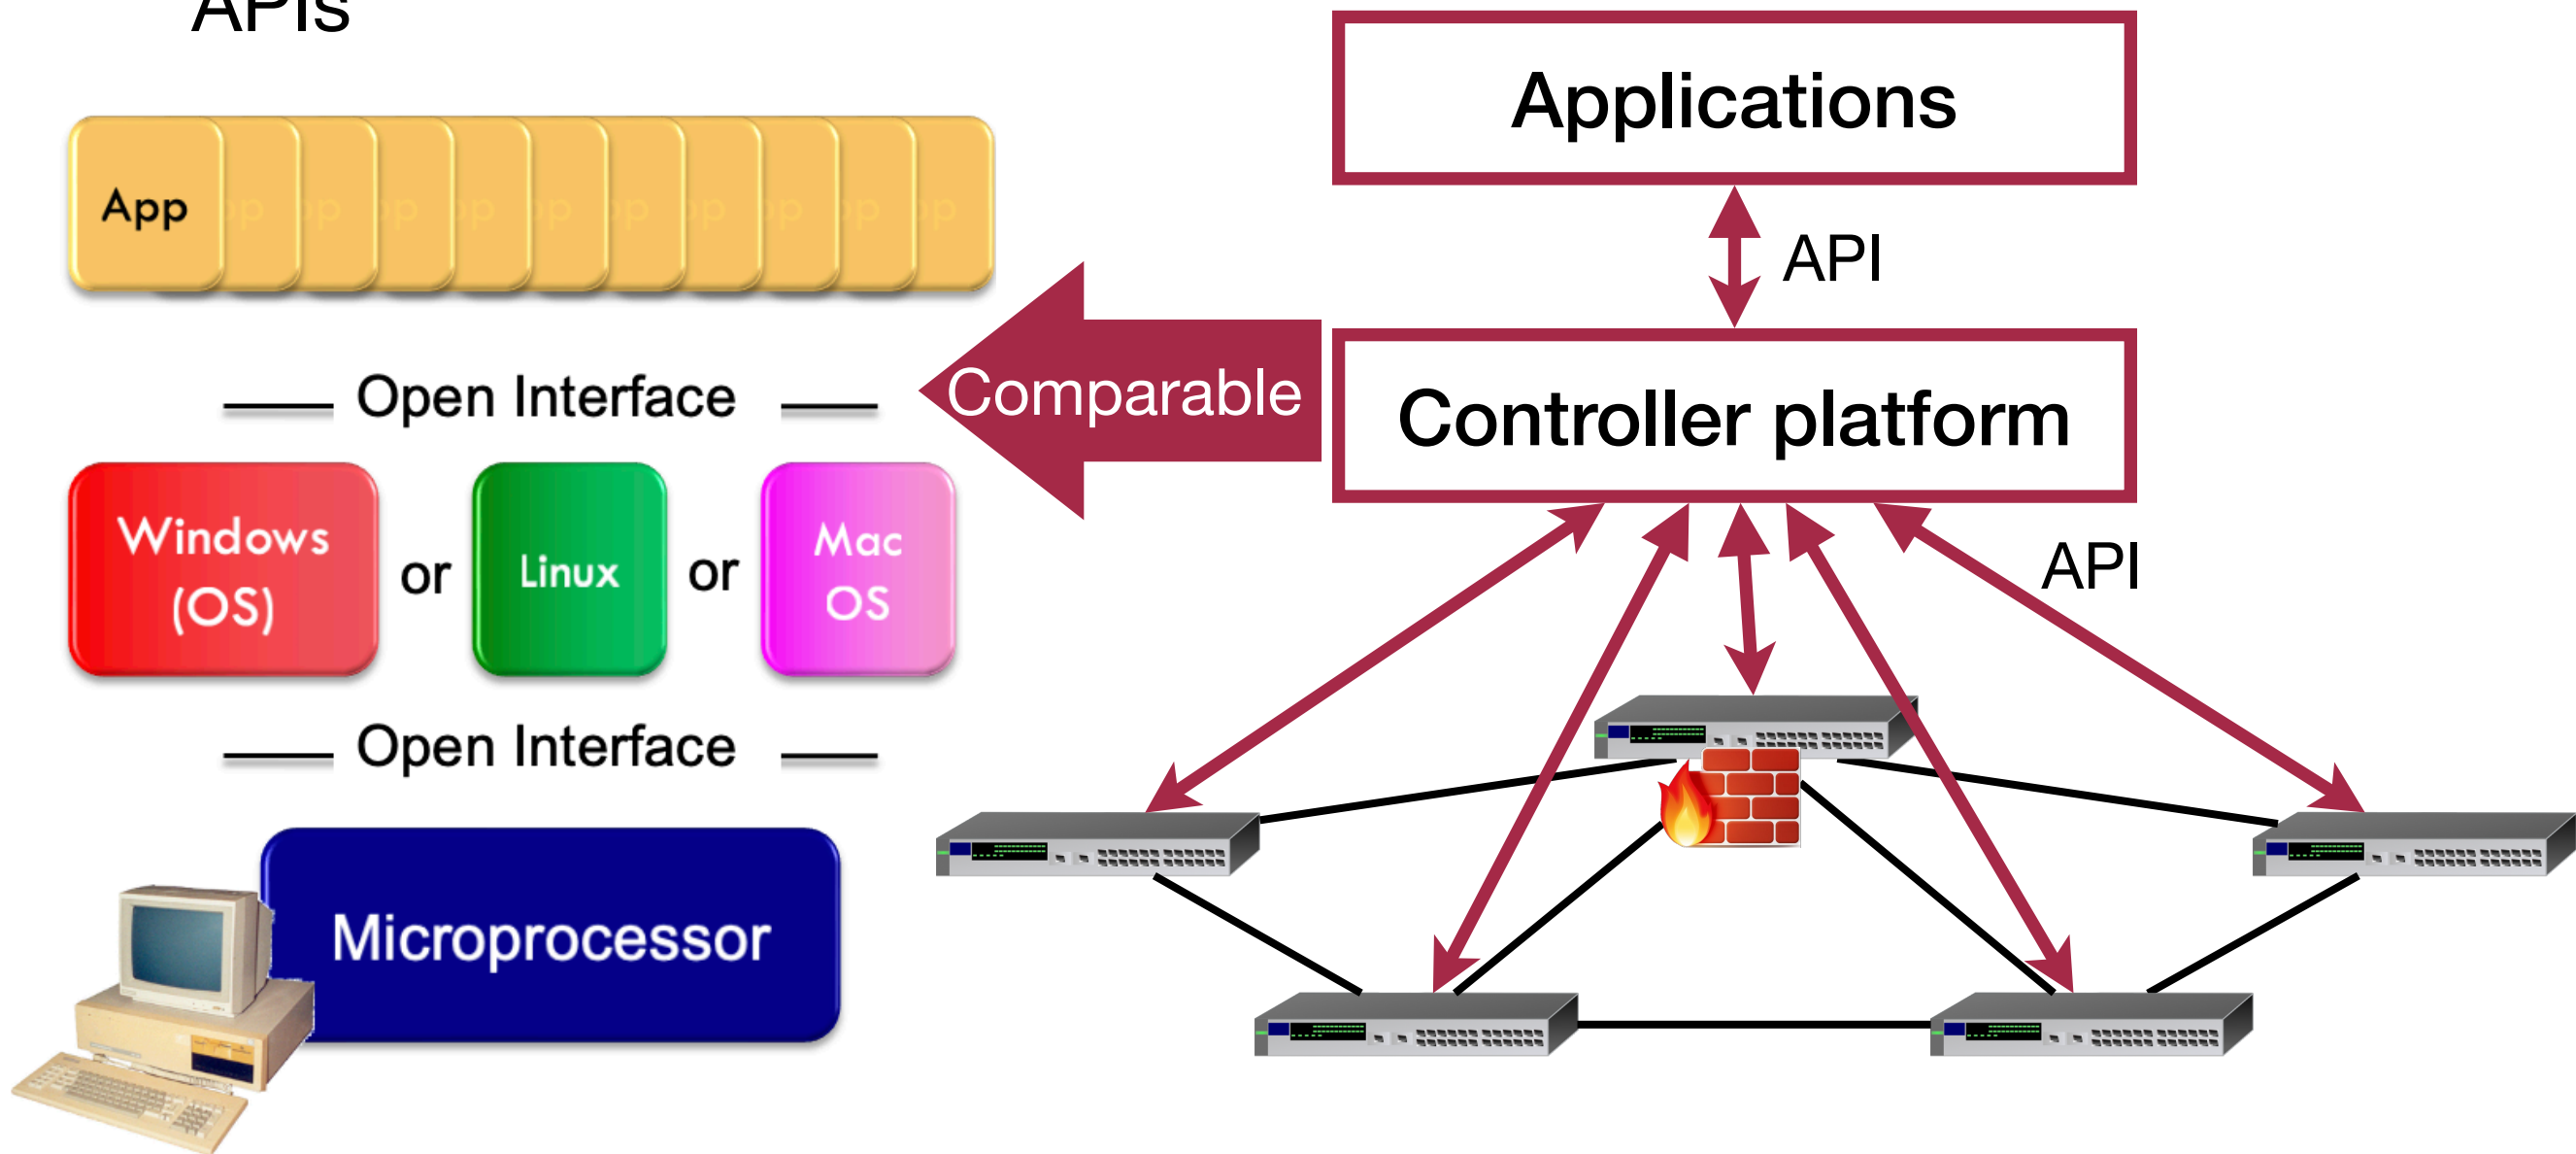 APIs
App
Open Interface
Windows
(OS)
or
Linux
or
Mac
OS
Open Interface
Microprocessor
Comparable
Applications
API
Controller platform
API